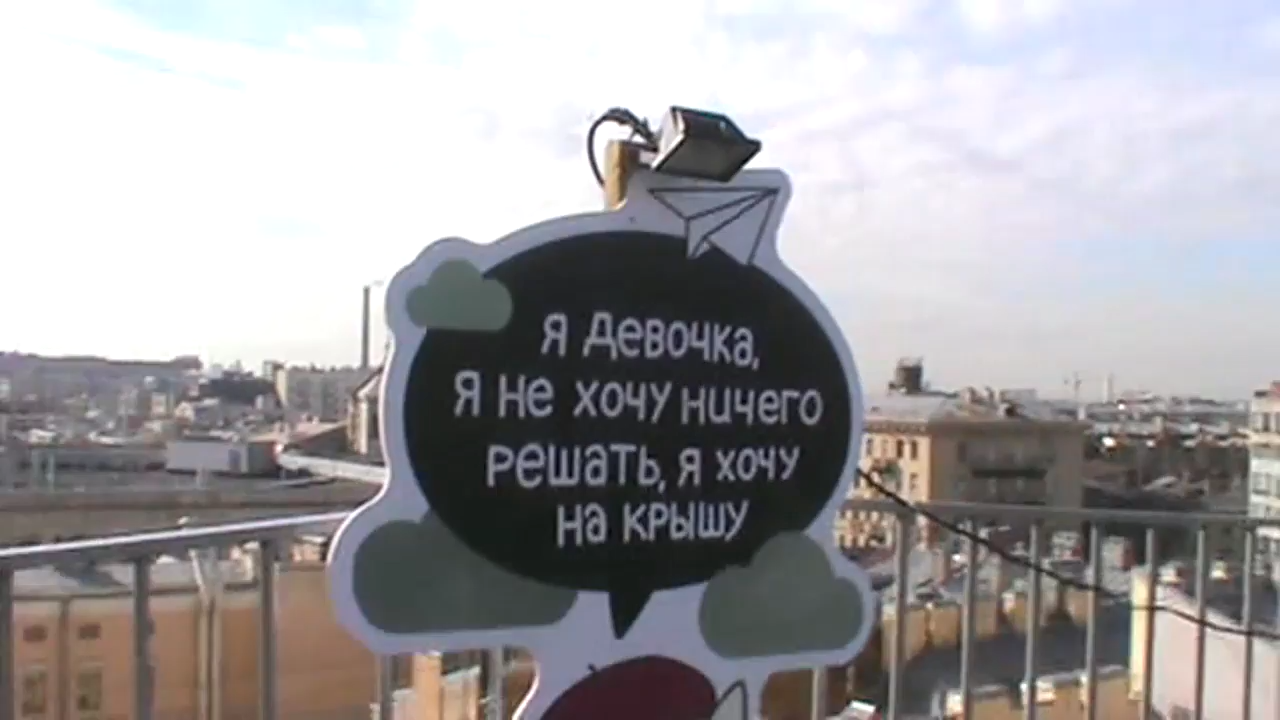 Я Девочка,
Я Не хочу ничего
решать, я хочу
на крышу